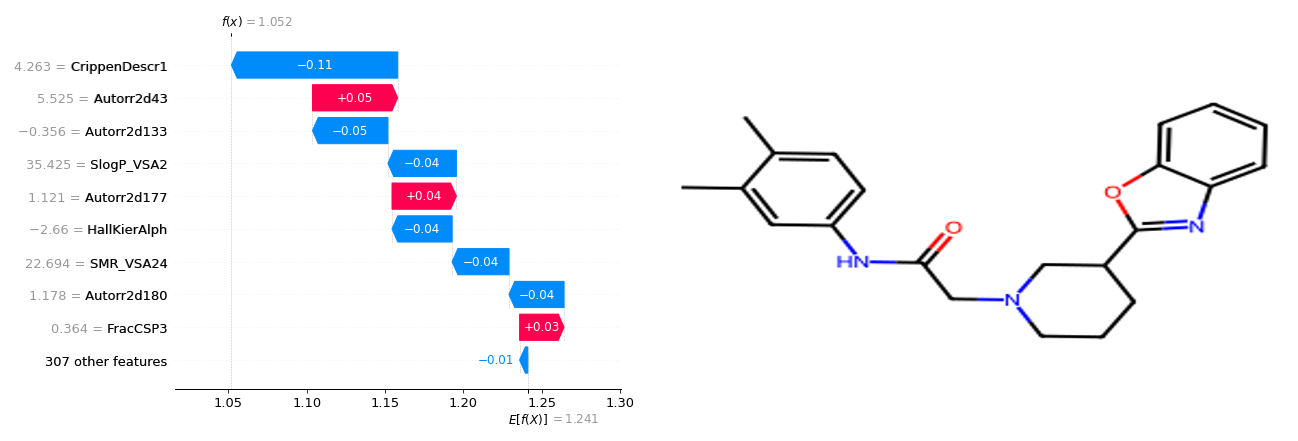 f(x) = 1.052
4.263 = CrippenDescr1
−0.11
5.525 = Autorr2d43
+0.05
−0.356 = Autorr2d133
−0.05
35.425 = SlogP_VSA2
−0.04
1.121 = Autorr2d177
+0.04
−2.66 = HallKierAlph
−0.04
22.694 = SMR_VSA24
−0.04
1.178 = Autorr2d180
−0.04
0.364 = FracCSP3
+0.03
307 other features
−0.01
1.05 1.10 1.15 1.20 1.25 1.30
E[f(X)] = 1.241
O
N
O
HN
N